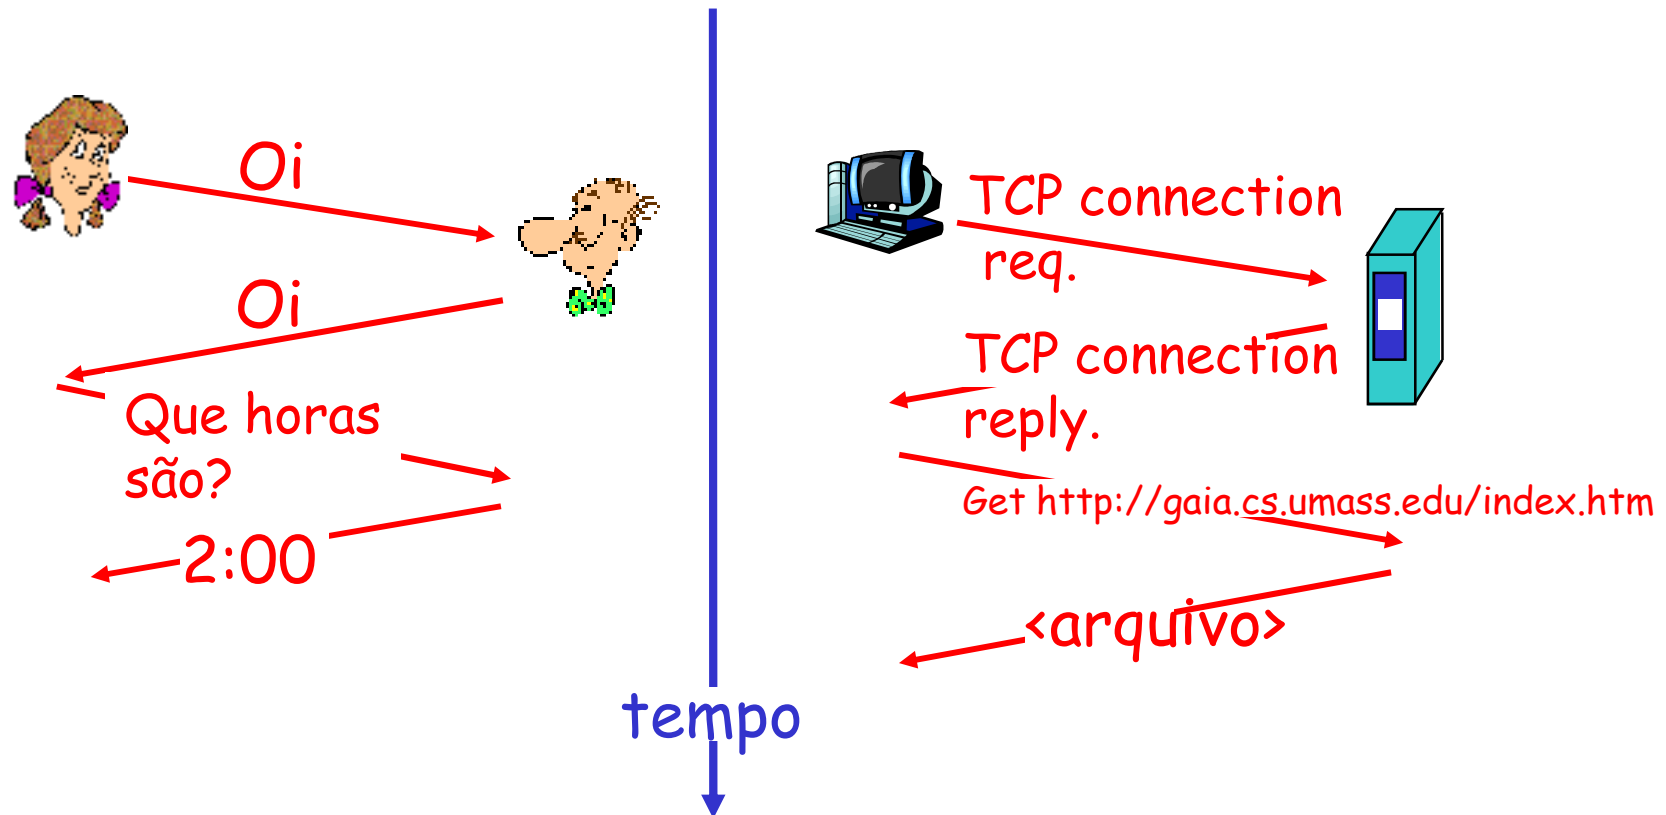 Oi
Oi
Que horas
são?
2:00
TCP connection
req.
TCP connection
reply.
Get http://gaia.cs.umass.edu/index.htm
<arquivo>
tempo